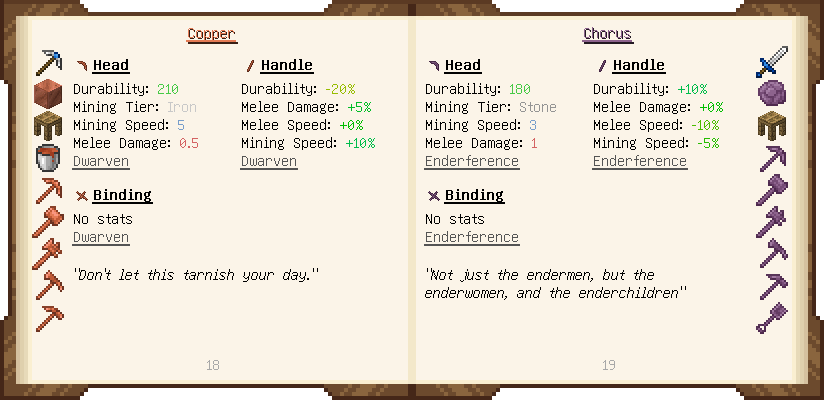 Copper
Head
Durability: 210
Mining Tier: Iron
Mining Speed: 5
Melee Damage: 0.5
Dwarven
Handle
Durability: -20%
Melee Damage: +5%
Melee Speed: +0%
Mining Speed: +10%
Dwarven
Binding
No stats
Dwarven
"Don't let this tarnish your day."
18
Chorus
Head
Durability: 180
Mining Tier: Stone
Mining Speed: 3
Melee Damage: 1
Enderference
Handle
Durability: +10%
Melee Damage: +0%
Melee Speed: -10%
Mining Speed: -5%
Enderference
Binding
No stats
Enderference
"Not just the endermen, but the
enderwomen, and the enderchildren"
19